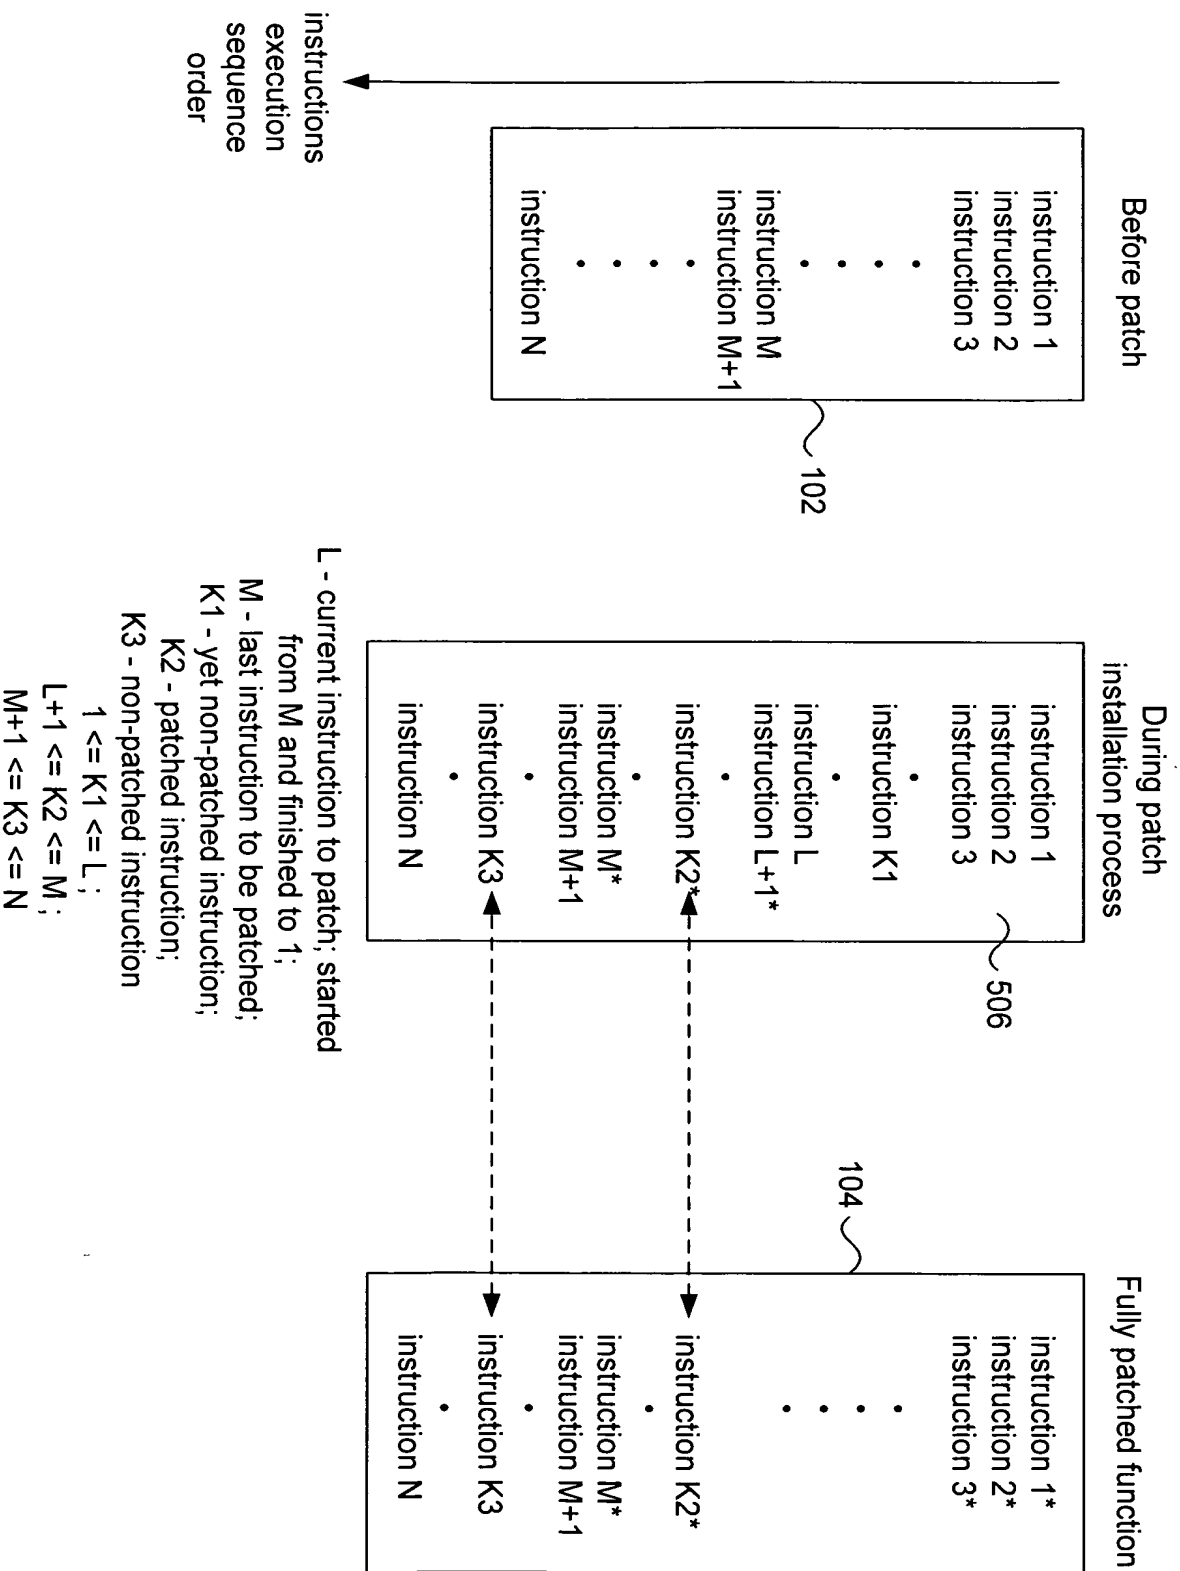 Before patch
instruction 1
instruction 2
instruction 3
instruction M
instruction M+1
instruction N
102
instructions
execution
sequence
order
During patch
installation process
instruction 1
instruction 2
instruction 3
instruction K1
instruction L
instruction L+1*
instruction K2*
instruction M*
instruction M+1
instruction K3
instruction N
506
L - current instruction to patch; started
from M and finished to 1;
M - last instruction to be patched;
K1 - yet non-patched instruction;
K2 - patched instruction;
K3 - non-patched instruction
1 <= K1 <= L ;
L+1 <= K2 <= M ;
M+1 <= K3 <= N
Fully patched function
104
instruction 1*
instruction 2*
instruction 3*
instruction K2*
instruction M*
instruction M+1
instruction K3
instruction N